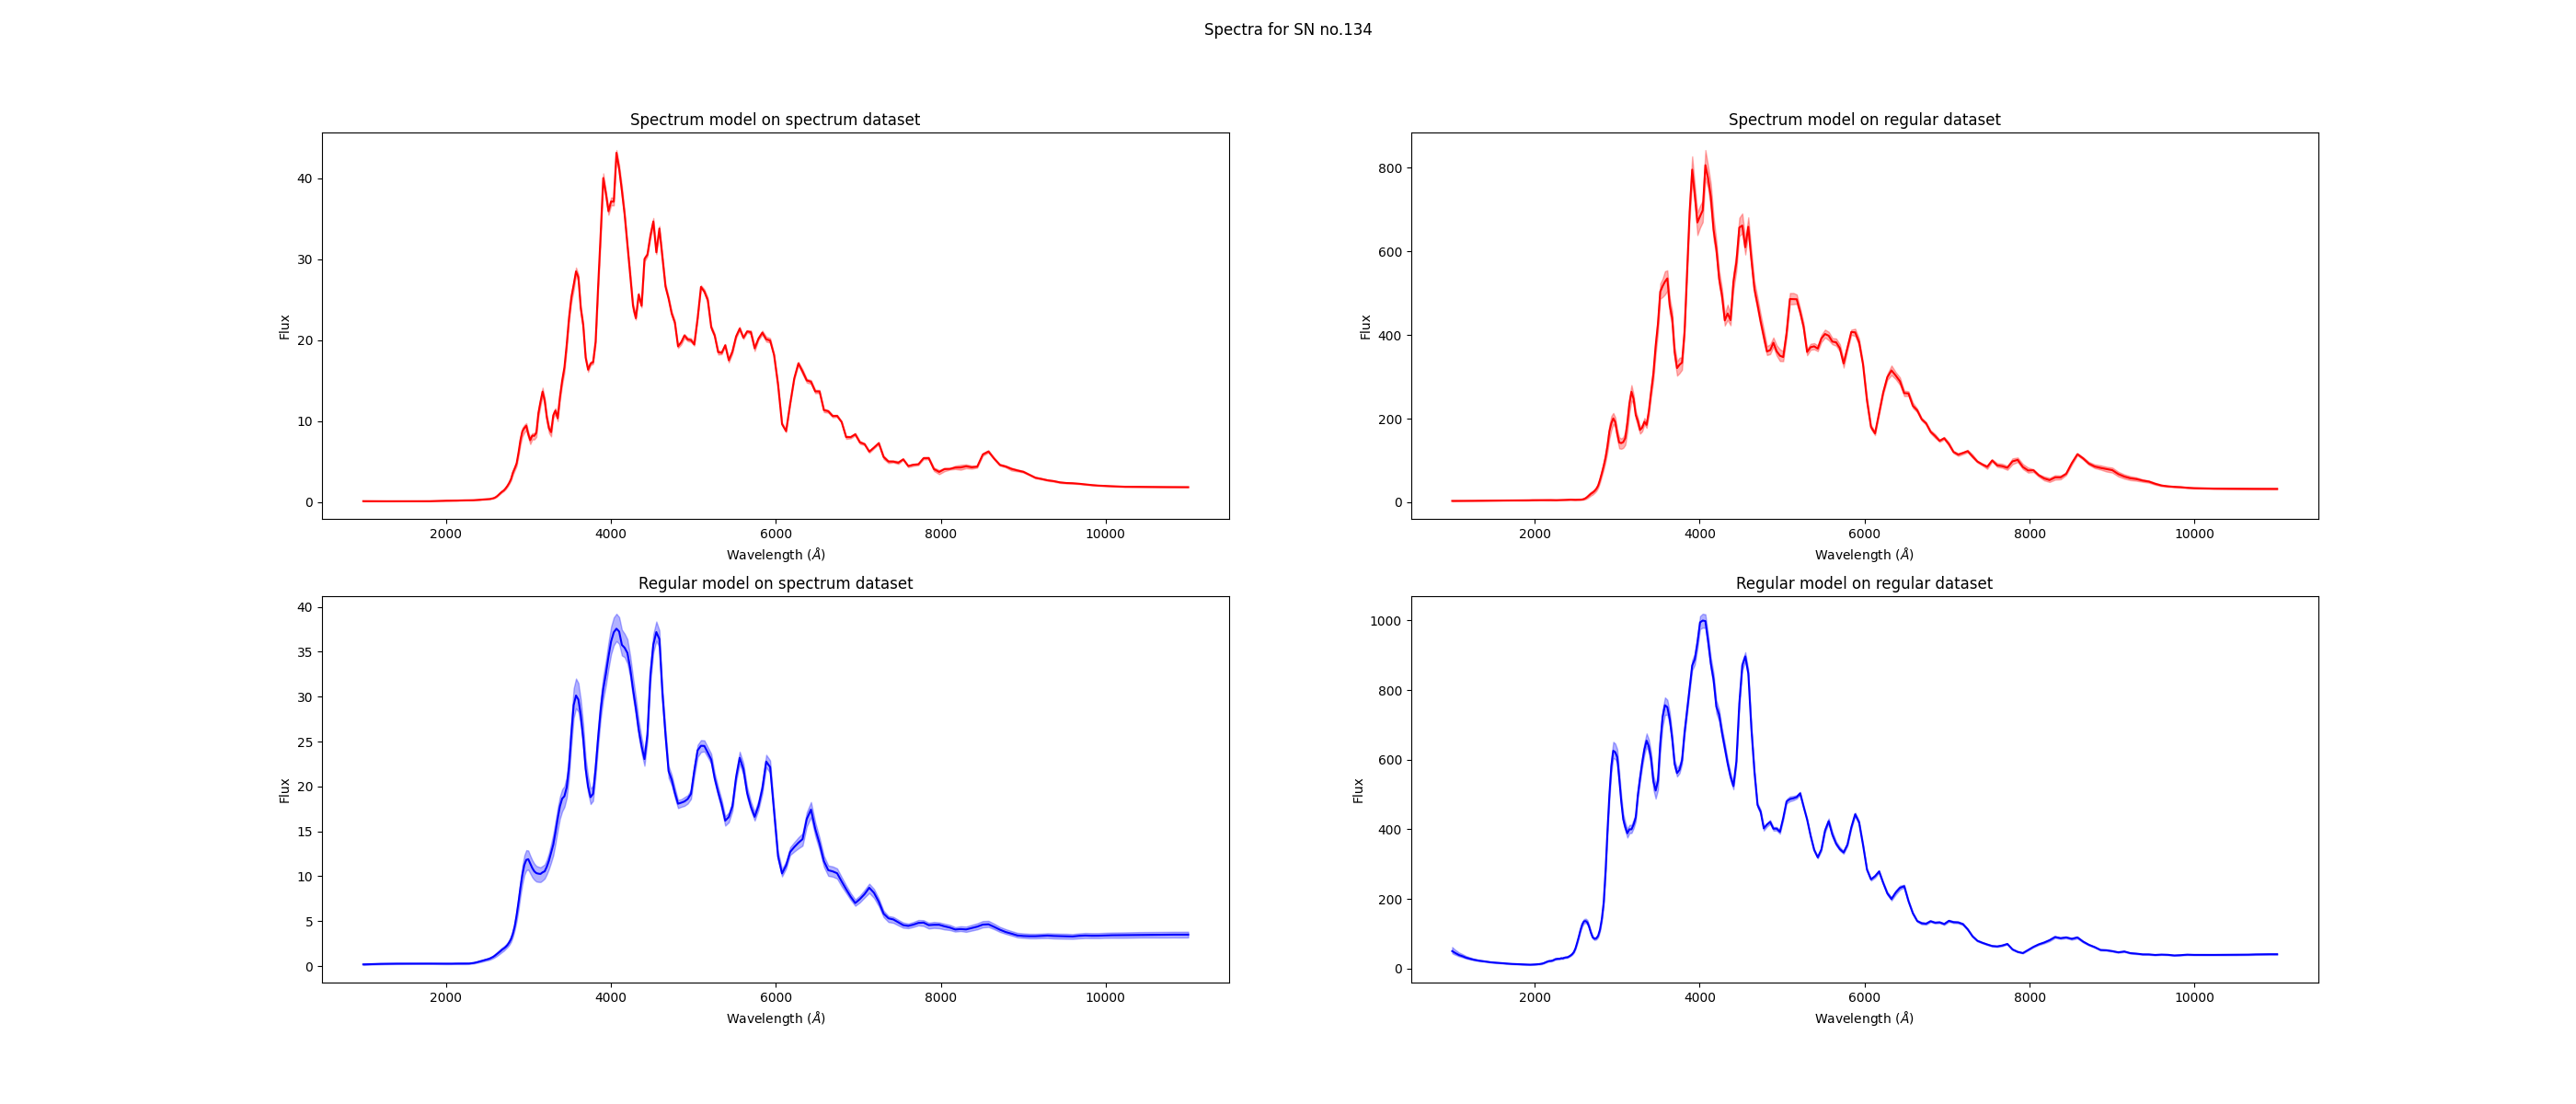 Spectra for SN no.134
Spectrum model on spectrum dataset
Flux
40
30
20
10
0
2000 4000 6000 8000 10000
Wavelength (Å)
Spectrum model on regular dataset
Flux
800
600
400
200
0
2000 4000 6000 8000 10000
Wavelength (Å)
Regular model on spectrum dataset
Flux
40
35
30
25
20
15
10
5
0
2000 4000 6000 8000 10000
Wavelength (Å)
Regular model on regular dataset
Flux
1000
800
600
400
200
0
2000 4000 6000 8000 10000
Wavelength (Å)